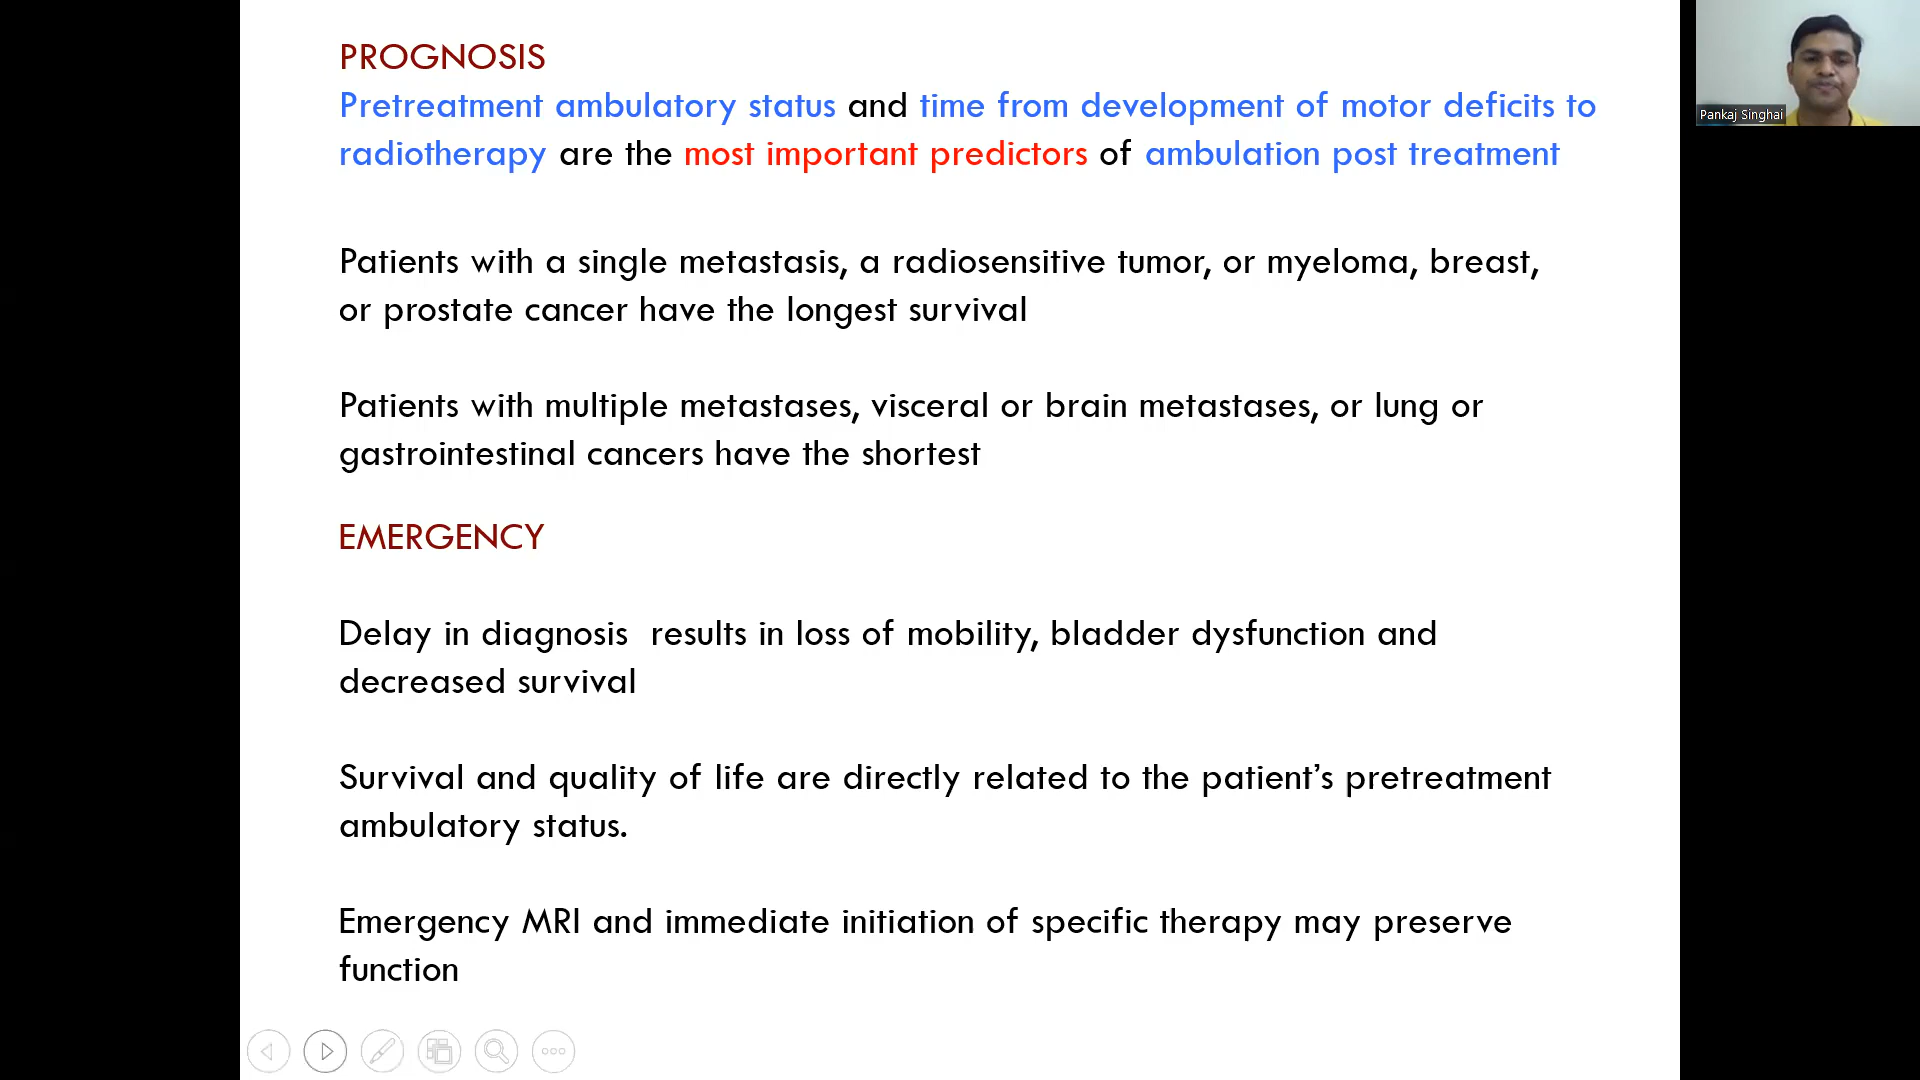 PROGNOSIS
Pretreatment ambulatory status and time from development of motor deficits to
radiotherapy are the most important predictors of ambulation post treatment
Patients with a single metastasis, a radiosensitive tumor, or myeloma, breast,
or prostate cancer have the longest survival
Patients with multiple metastases, visceral or brain metastases, or lung or
gastrointestinal cancers have the shortest
EMERGENCY
Delay in diagnosis  results in loss of mobility, bladder dysfunction and
decreased survival
Survival and quality of life are directly related to the patient’s pretreatment
ambulatory status.
Emergency MRI and immediate initiation of specific therapy may preserve
function
Pankaj Singhai